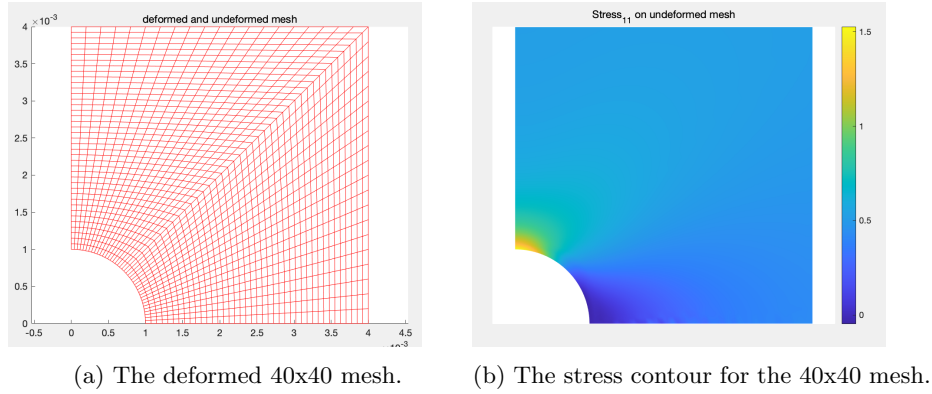 deformed and undeformed mesh
×10⁻³
4
3.5
3
2.5
2
1.5
1
0.5
0
-0.5 0 0.5 1 1.5 2 2.5 3 3.5 4 4.5
Stress₁₁ on undeformed mesh
1.5
1
0.5
0
(a) The deformed 40x40 mesh.
(b) The stress contour for the 40x40 mesh.